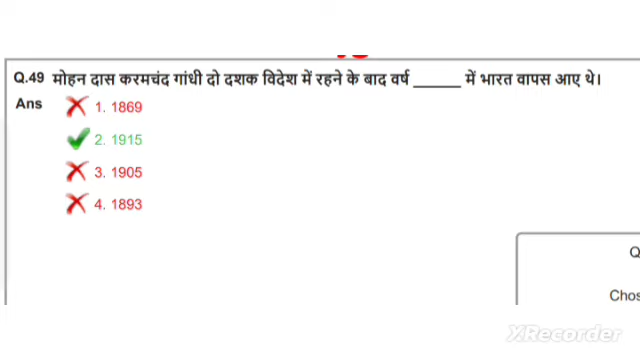 Q.49 मोहन दास करमचंद गांधी दो दशक विदेश में रहने के बाद वर्ष ______ में भारत वापस आए थे।
Ans 1. 1869
2. 1915
3. 1905
4. 1893
Q
Chos
XRecorder